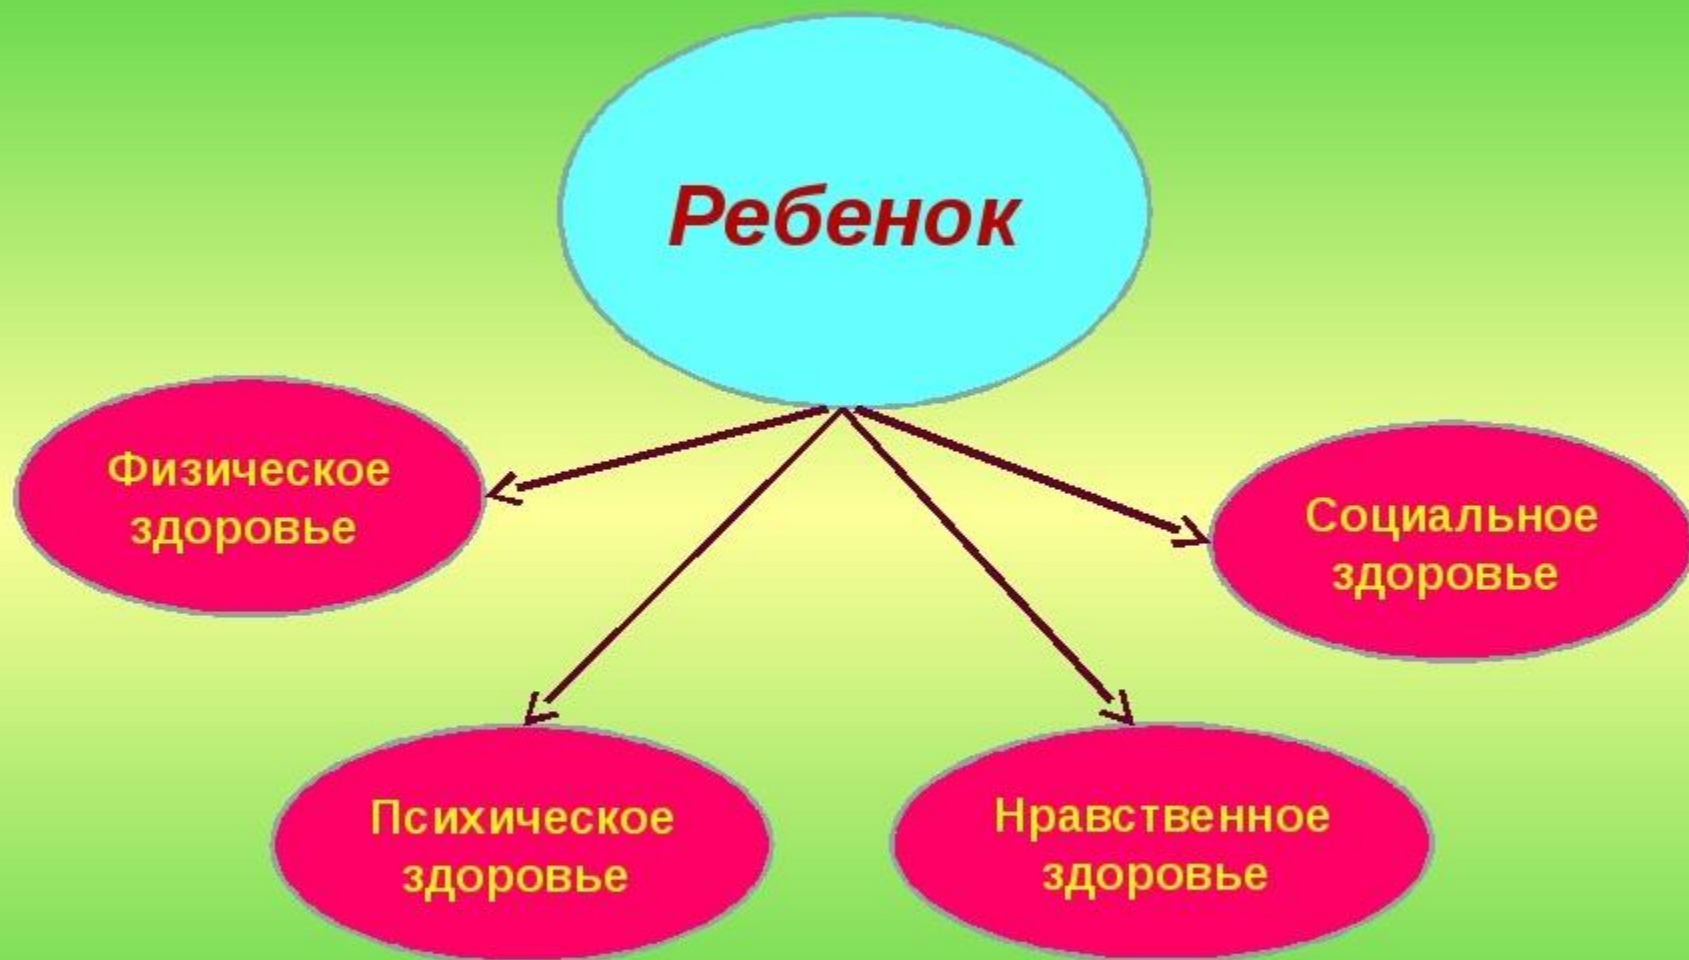 Ребенок
Физическое
здоровье
Социальное
здоровье
Психическое
здоровье
Нравственное
здоровье